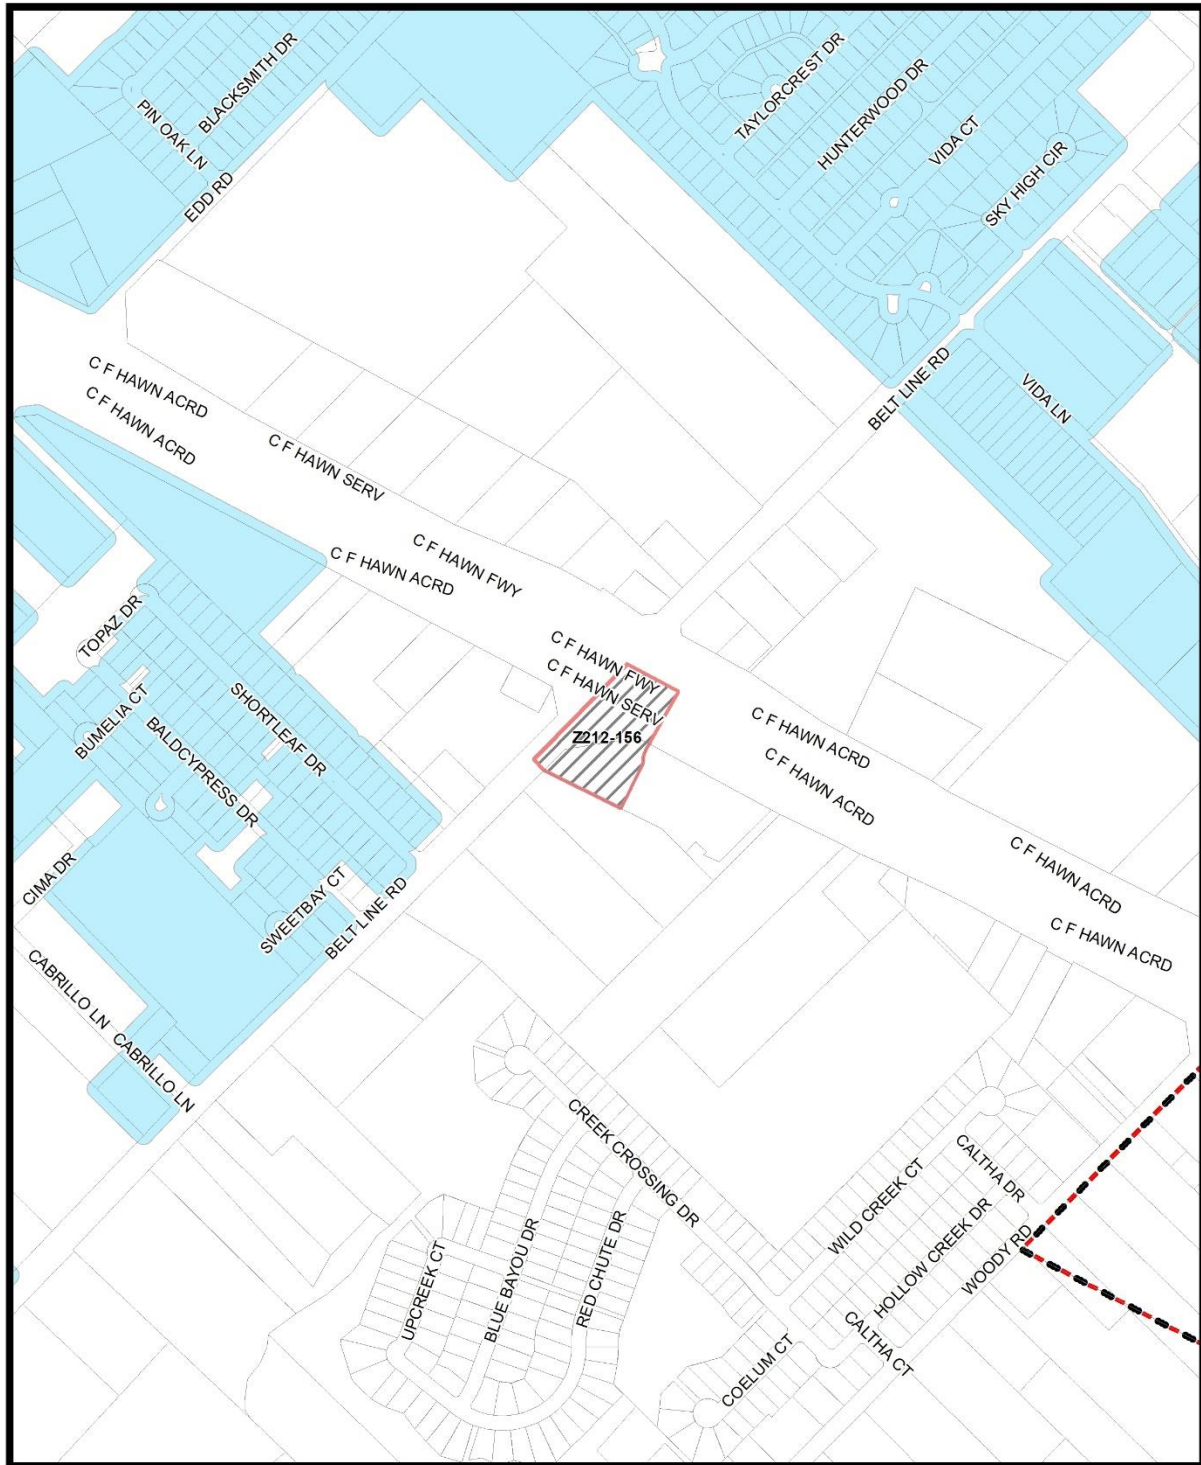 BLACKSMITH DR
PIN OAK LN
EDD RD
TAYLORCREST DR
HUNTERWOOD DR
VIDA CT
SKY HIGH CIR
BELT LINE RD
VIDA LN
C F HAWN ACRD
C F HAWN ACRD
C F HAWN SERV
C F HAWN FWY
C F HAWN ACRD
C F HAWN FWY
C F HAWN SERV
Z212-156
C F HAWN ACRD
C F HAWN ACRD
C F HAWN ACRD
C F HAWN ACRD
TOPAZ DR
BUMELIA CT
SHORTLEAF DR
BALDCYPRESS DR
CIMA DR
SWEETBAY CT
BELT LINE RD
CABRILLO LN
CABRILLO LN
CREEK CROSSING DR
UPCREEK CT
BLUE BAYOU DR
RED CHUTE DR
WILD CREEK CT
CALTHA DR
HOLLOW CREEK DR
WOODY RD
CALTHA CT
COELUM CT